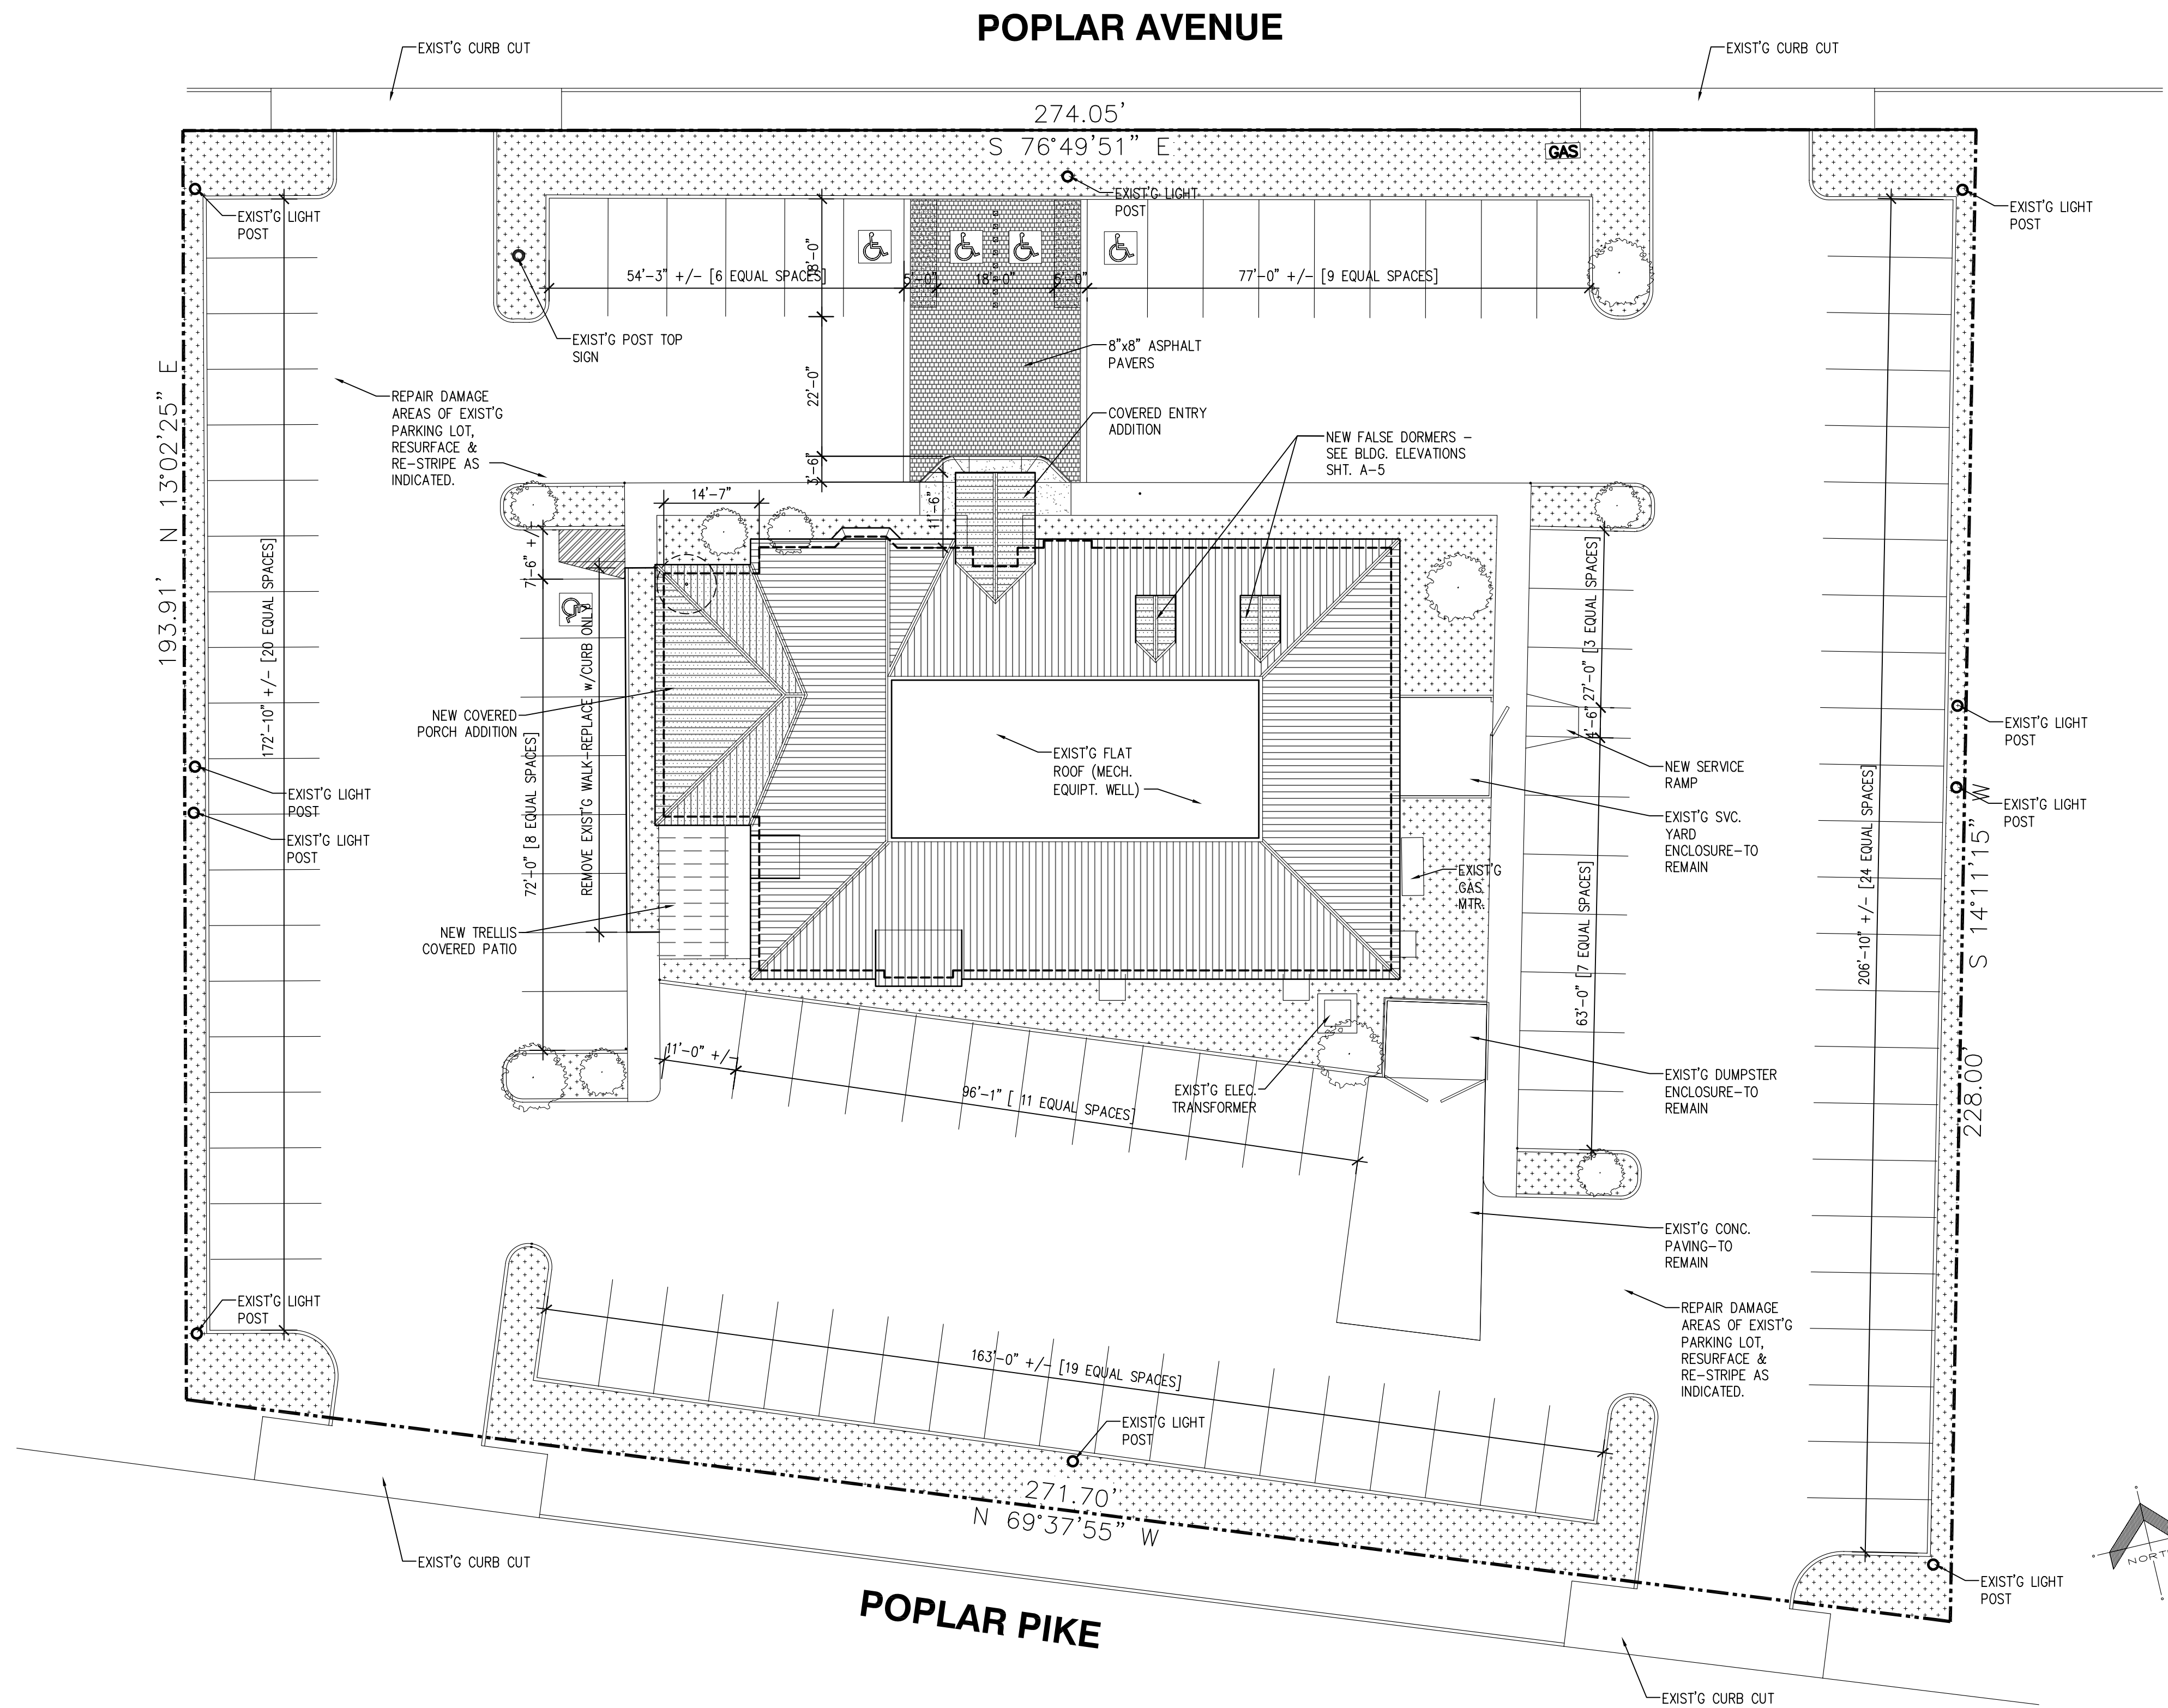 POPLAR AVENUE
EXIST'G CURB CUT
EXIST'G CURB CUT
274.05'
S 76°49'51" E
GAS
EXIST'G LIGHT
POST
EXIST'G LIGHT
POST
EXIST'G LIGHT
POST
18'-0"
54'-3" +/- [6 EQUAL SPACES]
5'-0"
18'-0"
5'-0"
77'-0" +/- [9 EQUAL SPACES]
EXIST'G POST TOP
SIGN
8"x8" ASPHALT
PAVERS
22'-0"
REPAIR DAMAGE
AREAS OF EXIST'G
PARKING LOT,
RESURFACE &
RE-STRIPE AS
INDICATED.
COVERED ENTRY
ADDITION
NEW FALSE DORMERS -
SEE BLDG. ELEVATIONS
SHT. A-5
3'-6"
14'-7"
11'-6"
193.91' N 13°02'25" E
172'-10" +/- [20 EQUAL SPACES]
7'-6" +/-
72'-0" [8 EQUAL SPACES]
REMOVE EXIST'G WALK-REPLACE w/CURB ONLY
NEW COVERED
PORCH ADDITION
EXIST'G FLAT
ROOF (MECH.
EQUIPT. WELL)
27'-0" [3 EQUAL SPACES]
4'-6"
63'-0" [7 EQUAL SPACES]
EXIST'G LIGHT
POST
NEW SERVICE
RAMP
EXIST'G LIGHT
POST
EXIST'G LIGHT
POST
EXIST'G LIGHT
POST
EXIST'G SVC.
YARD
ENCLOSURE-TO
REMAIN
EXIST'G
GAS
MTR.
206'-10" +/- [24 EQUAL SPACES]
S 14°11'15" W
228.00'
NEW TRELLIS
COVERED PATIO
11'-0" +/-
96'-1" [ 11 EQUAL SPACES]
EXIST'G ELEC.
TRANSFORMER
EXIST'G DUMPSTER
ENCLOSURE-TO
REMAIN
EXIST'G CONC.
PAVING-TO
REMAIN
EXIST'G LIGHT
POST
REPAIR DAMAGE
AREAS OF EXIST'G
PARKING LOT,
RESURFACE &
RE-STRIPE AS
INDICATED.
163'-0" +/- [19 EQUAL SPACES]
EXIST'G LIGHT
POST
271.70'
N 69°37'55" W
EXIST'G CURB CUT
POPLAR PIKE
EXIST'G LIGHT
POST
EXIST'G CURB CUT